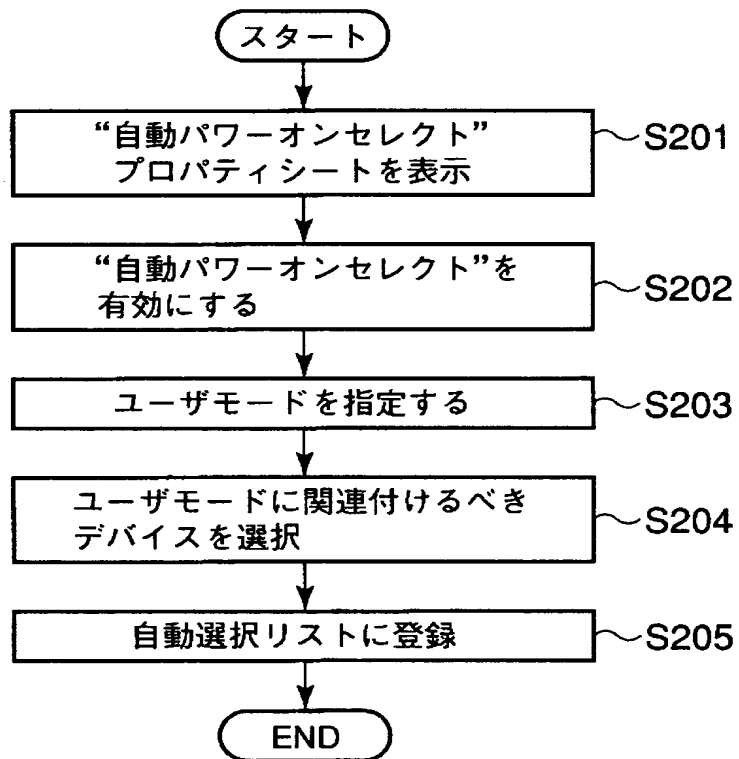 スタート
“自動パワーオンセレクト”
プロパティシートを表示
S201
“自動パワーオンセレクト”を
有効にする
S202
ユーザモードを指定する
S203
ユーザモードに関連付けるべき
デバイスを選択
S204
自動選択リストに登録
S205
END